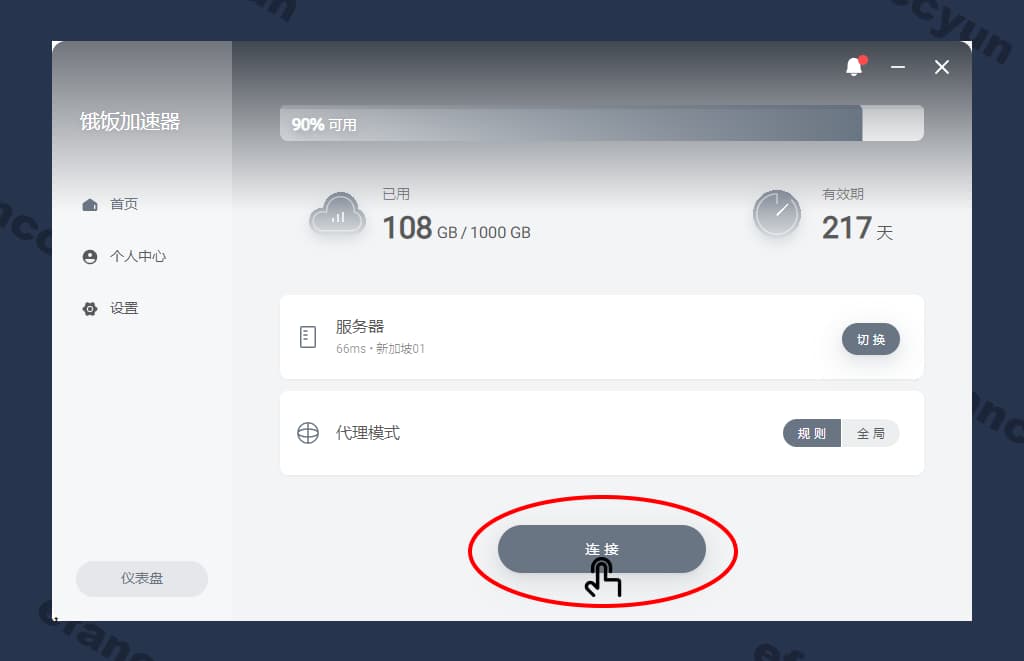 饿饭加速器
首页
个人中心
设置
仪表盘
90% 可用
已用
108 GB / 1000 GB
有效期
217 天
服务器
66ms • 新加坡01
切 换
代理模式
规 则
全 局
连 接